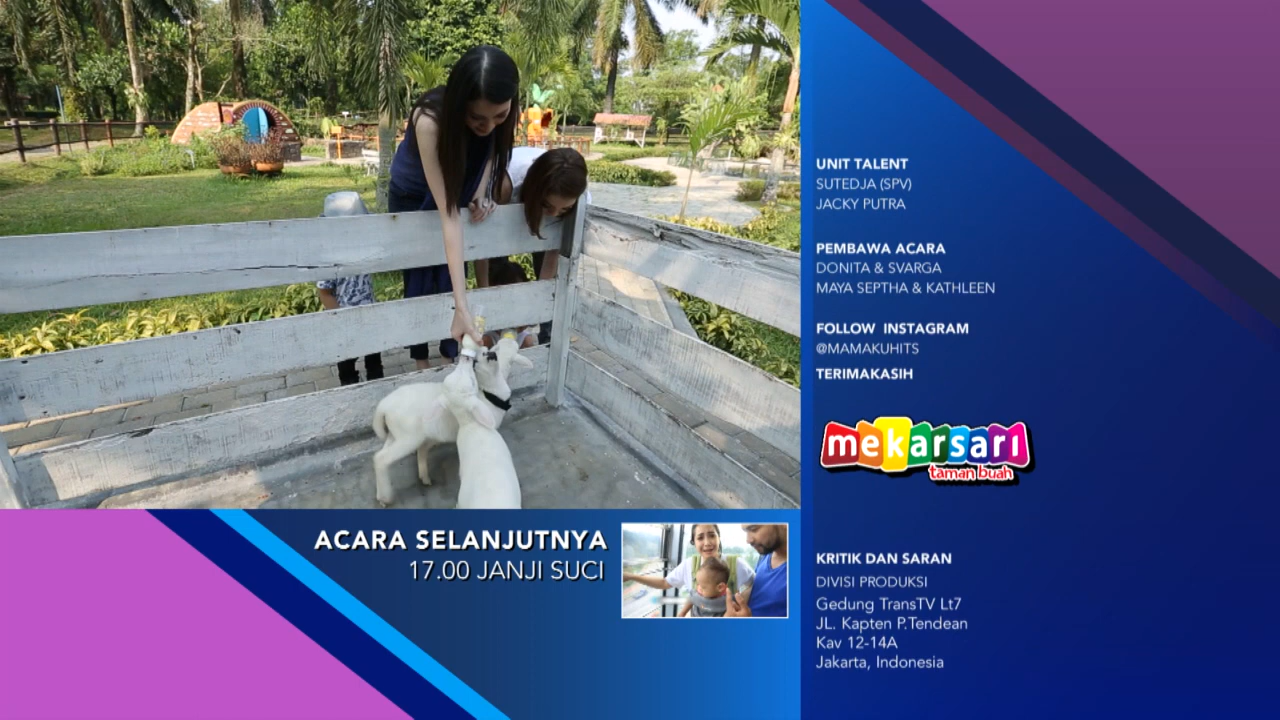 UNIT TALENT
SUTEDJA (SPV)
JACKY PUTRA
PEMBAWA ACARA
DONITA & SVARGA
MAYA SEPTHA & KATHLEEN
FOLLOW INSTAGRAM
@MAMAKUHITS
TERIMAKASIH
mekarsari
taman buah
KRITIK DAN SARAN
DIVISI PRODUKSI
Gedung TransTV Lt7
JL. Kapten P.Tendean
Kav 12-14A
Jakarta, Indonesia
ACARA SELANJUTNYA
17.00 JANJI SUCI